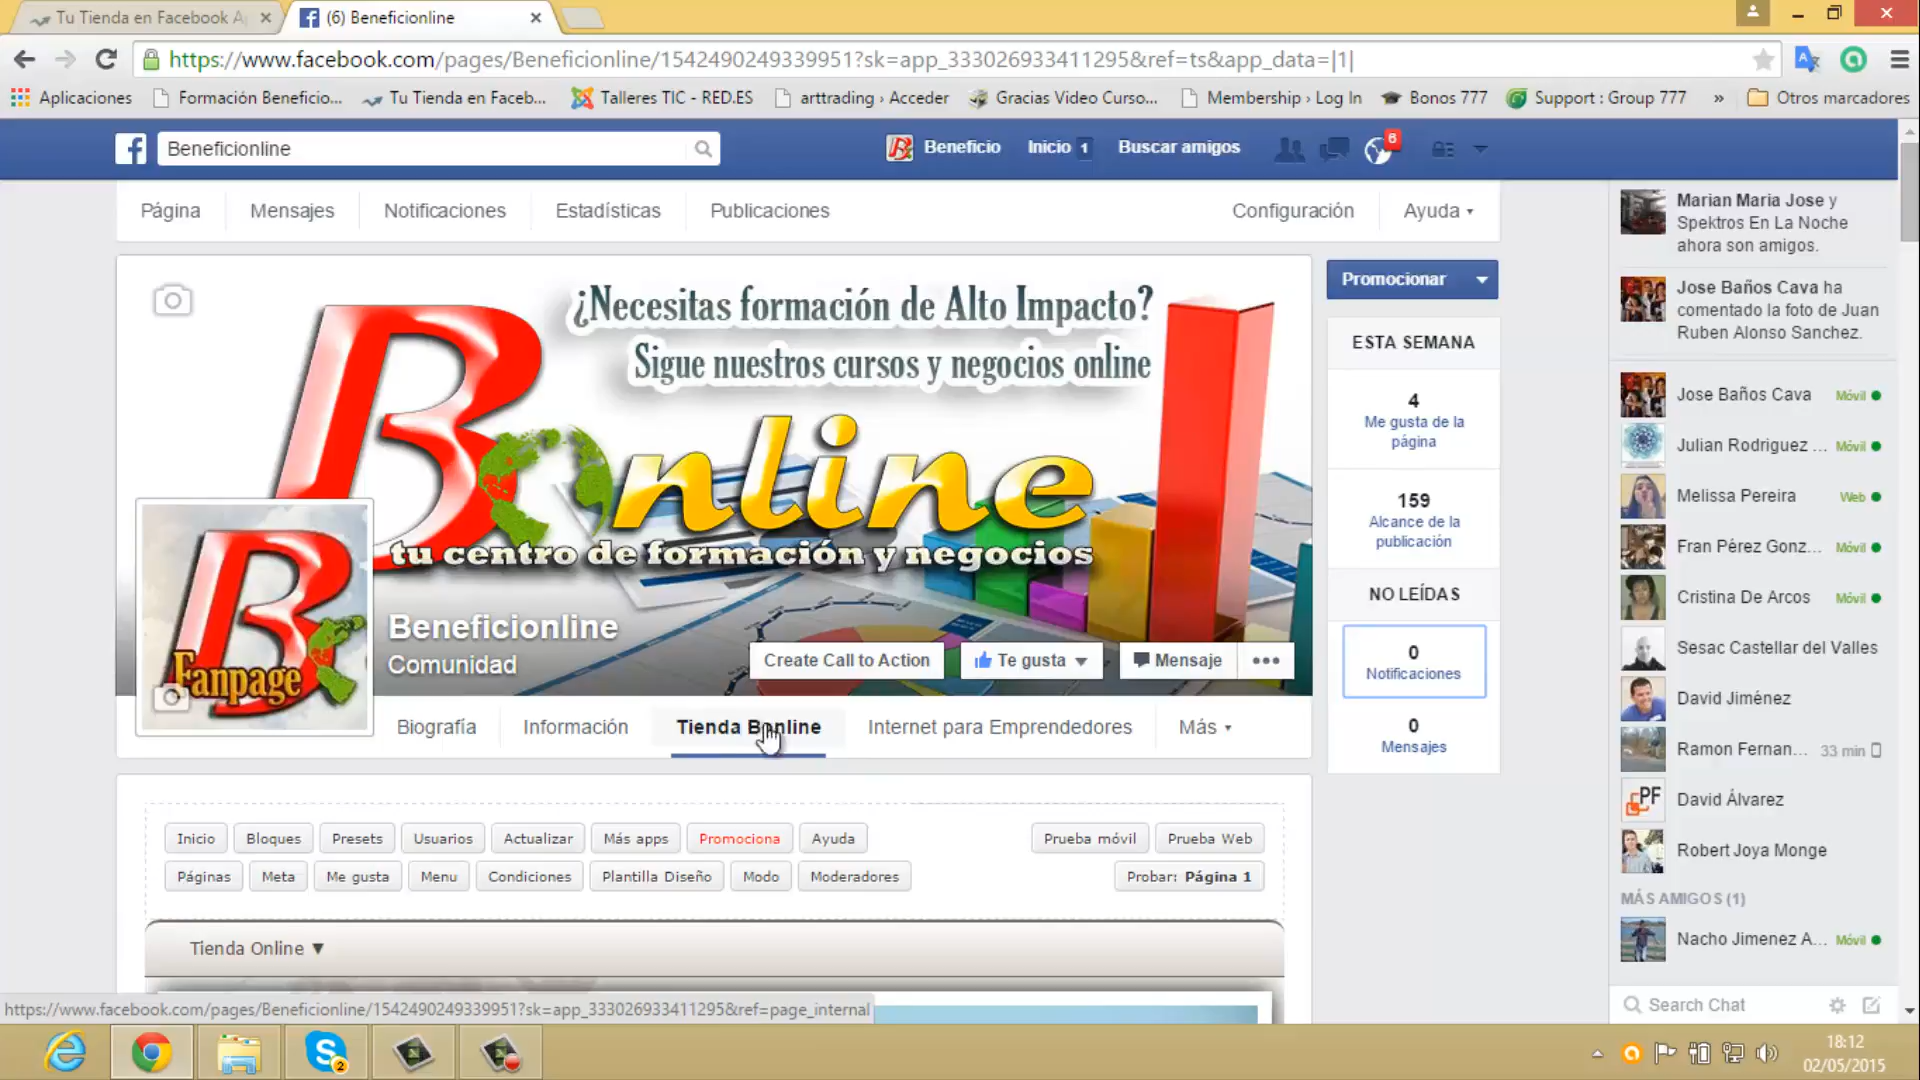 Tu Tienda en Facebook A
(6) Beneficionline
https://www.facebook.com/pages/Beneficionline/1542490249339951?sk=app_333026933411295&ref=ts&app_data=|1|
Aplicaciones
Formación Beneficio...
Tu Tienda en Faceb...
Talleres TIC - RED.ES
arttrading › Acceder
Gracias Video Curso...
Membership › Log In
Bonos 777
Support : Group 777
»
Otros marcadores
Beneficionline
Beneficio
Inicio 1
Buscar amigos
6
Página
Mensajes
Notificaciones
Estadísticas
Publicaciones
Configuración
Ayuda
¿Necesitas formación de Alto Impacto?
Sigue nuestros cursos y negocios online
Bonline
tu centro de formación y negocios
B
Fanpage
Beneficionline
Comunidad
Create Call to Action
Te gusta
Mensaje
Biografía
Información
Tienda Bonline
Internet para Emprendedores
Más
Promocionar
ESTA SEMANA
4
Me gusta de la
página
159
Alcance de la
publicación
NO LEÍDAS
0
Notificaciones
0
Mensajes
Inicio
Bloques
Presets
Usuarios
Actualizar
Más apps
Promociona
Ayuda
Prueba móvil
Prueba Web
Páginas
Meta
Me gusta
Menu
Condiciones
Plantilla Diseño
Modo
Moderadores
Probar: Página 1
Tienda Online ▼
Marian Maria Jose y
Spektros En La Noche
ahora son amigos.
Jose Baños Cava ha
comentado la foto de Juan
Ruben Alonso Sanchez.
Jose Baños Cava Móvil
Julian Rodriguez ... Móvil
Melissa Pereira Web
Fran Pérez Gonz... Móvil
Cristina De Arcos Móvil
Sesac Castellar del Valles
David Jiménez
Ramon Fernan... 33 min
David Álvarez
Robert Joya Monge
MÁS AMIGOS (1)
Nacho Jimenez A... Móvil
Search Chat
https://www.facebook.com/pages/Beneficionline/1542490249339951?sk=app_333026933411295&ref=page_internal
2
18:12
02/05/2015